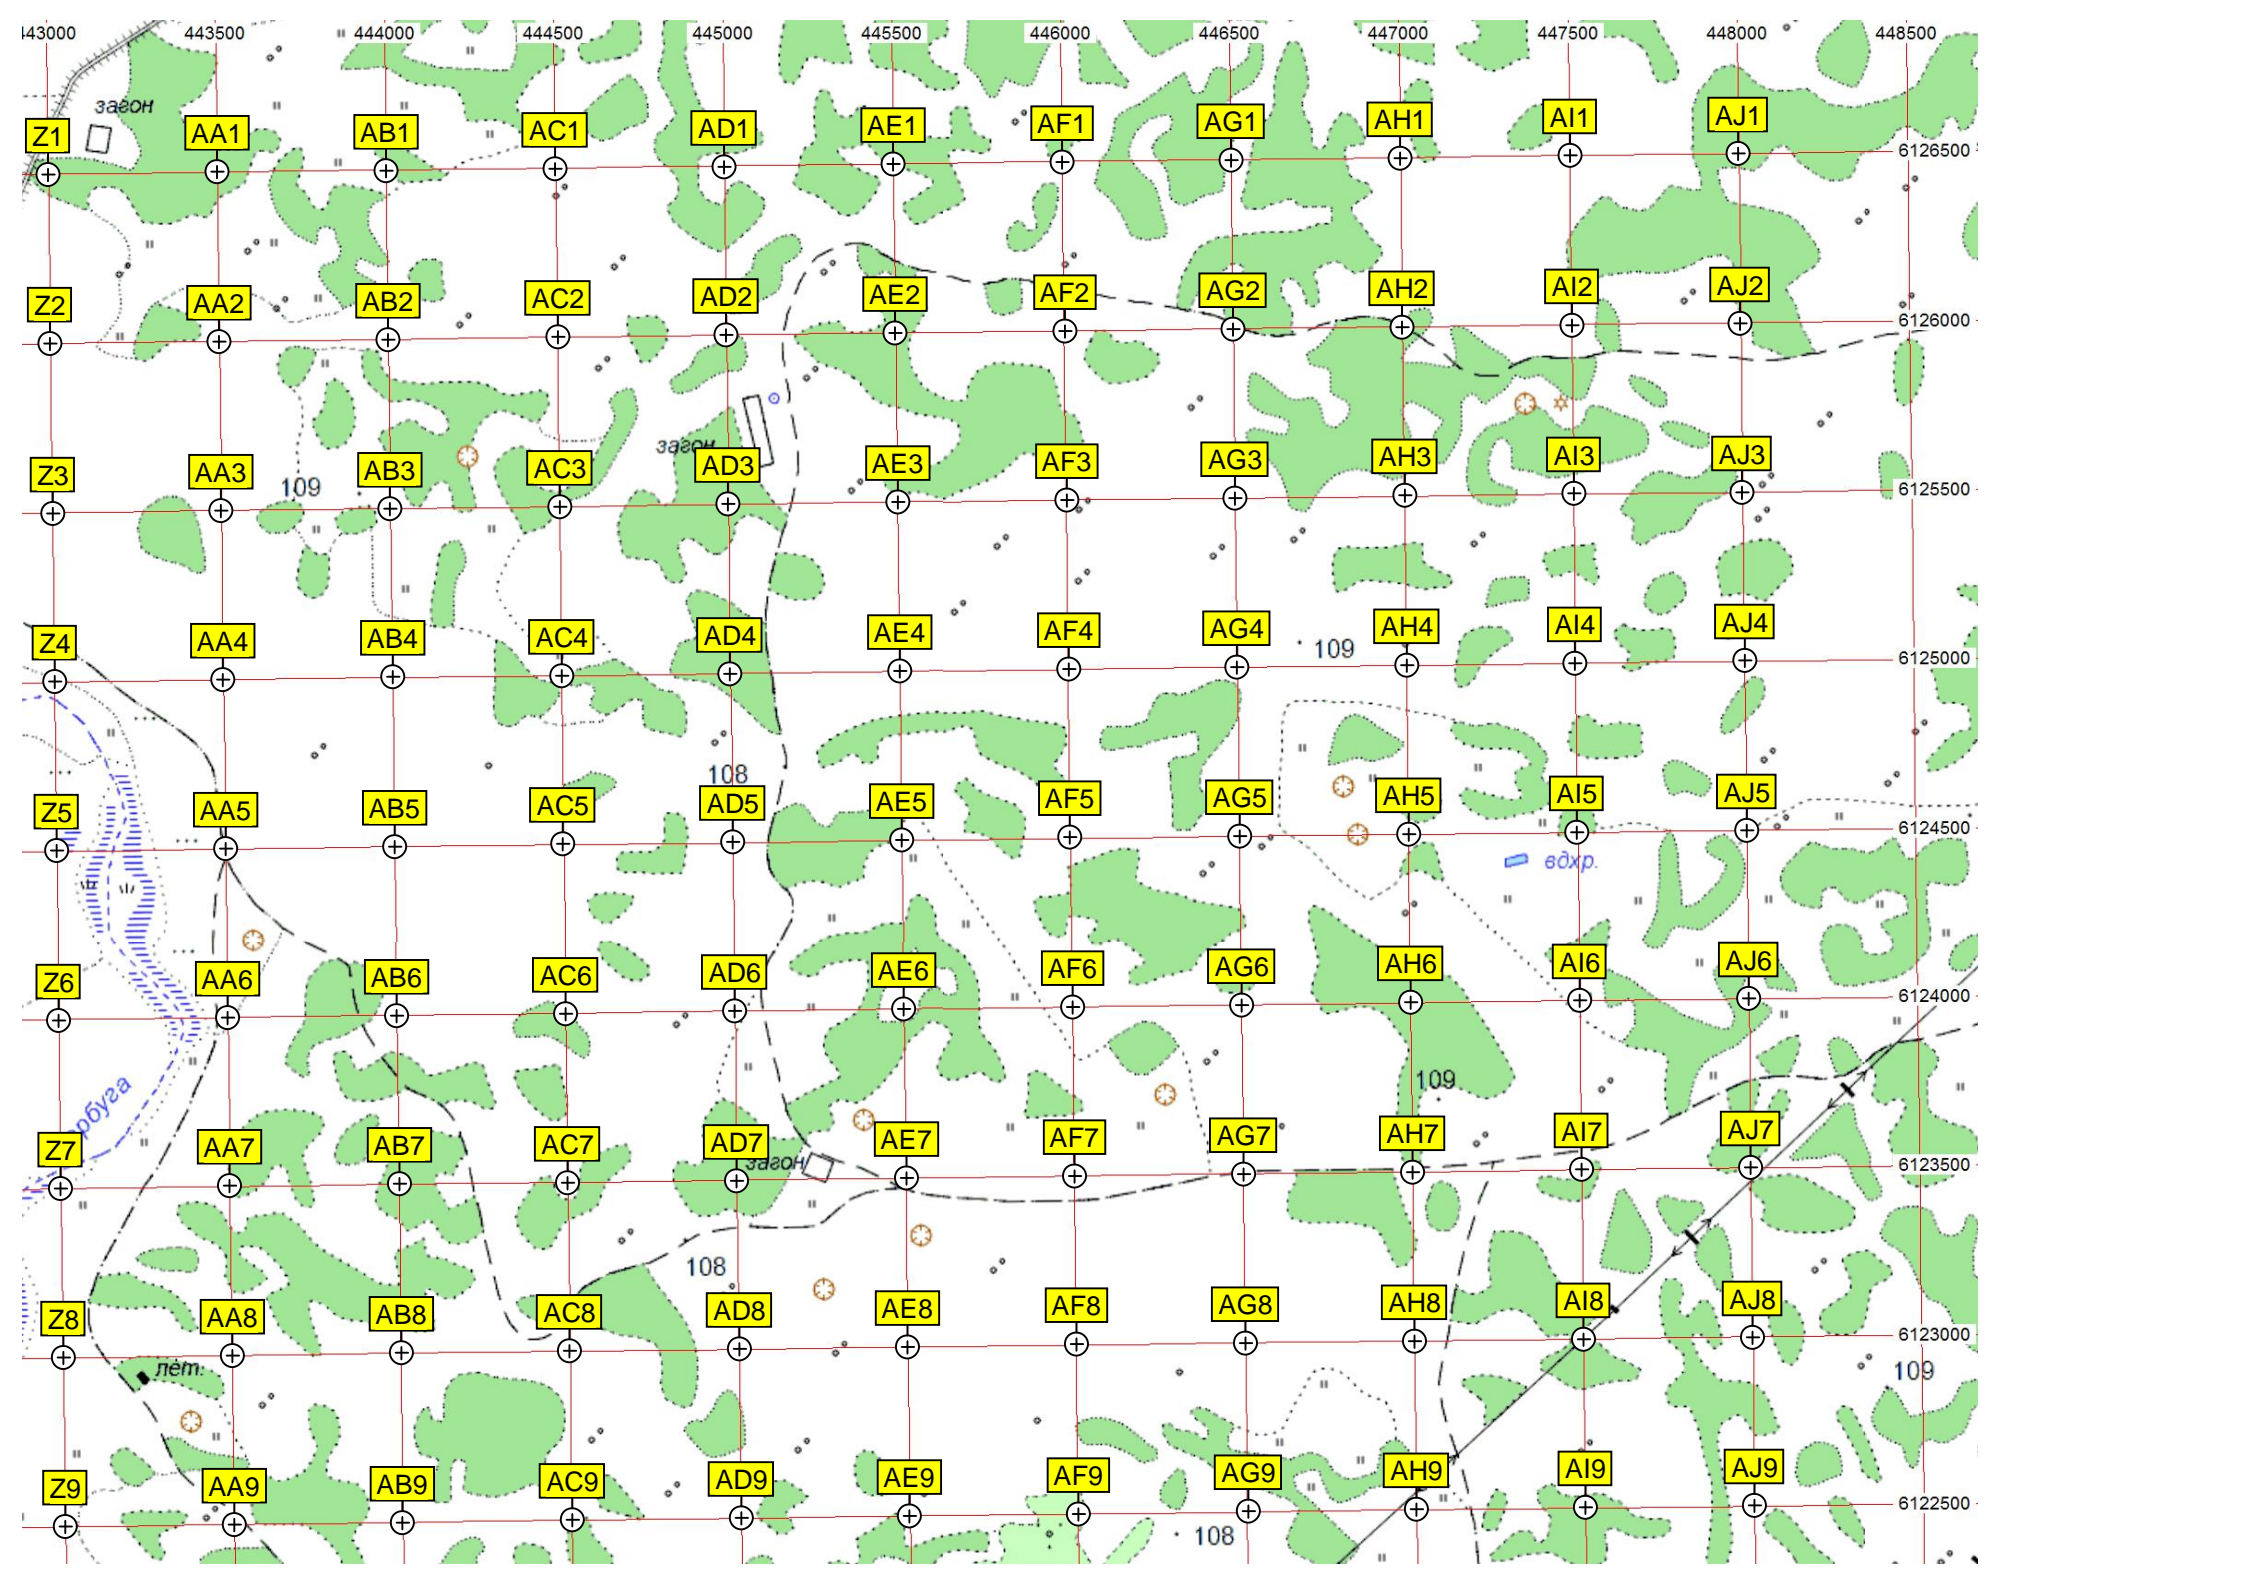 443000 443500 444000 444500 445000 445500 446000 446500 447000 447500 448000 448500
загон
Z1 AA1 AB1 AC1 AD1 AE1 AF1 AG1 AH1 AI1 AJ1
6126500
Z2 AA2 AB2 AC2 AD2 AE2 AF2 AG2 AH2 AI2 AJ2
6126000
загон
Z3 AA3 AB3 AC3 AD3 AE3 AF3 AG3 AH3 AI3 AJ3
109
6125500
Z4 AA4 AB4 AC4 AD4 AE4 AF4 AG4 AH4 AI4 AJ4
109
6125000
108
Z5 AA5 AB5 AC5 AD5 AE5 AF5 AG5 AH5 AI5 AJ5
6124500
вдхр.
Z6 AA6 AB6 AC6 AD6 AE6 AF6 AG6 AH6 AI6 AJ6
6124000
109
рбуга
Z7 AA7 AB7 AC7 AD7 AE7 AF7 AG7 AH7 AI7 AJ7
загон
6123500
108
Z8 AA8 AB8 AC8 AD8 AE8 AF8 AG8 AH8 AI8 AJ8
6123000
лет.
109
Z9 AA9 AB9 AC9 AD9 AE9 AF9 AG9 AH9 AI9 AJ9
6122500
108